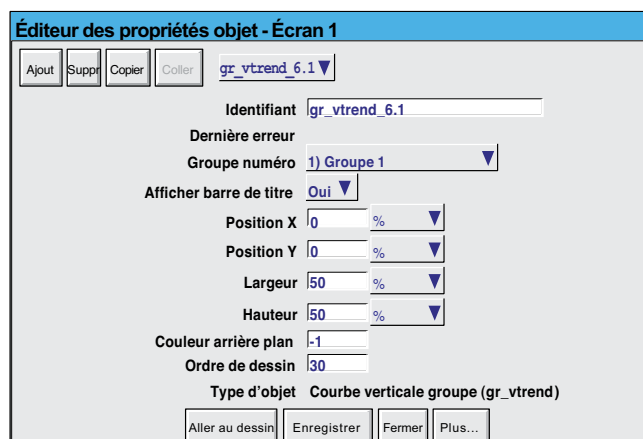 Éditeur des propriétés objet - Écran 1
Ajout Suppr Copier Coller gr_vtrend_6.1
Identifiant gr_vtrend_6.1
Dernière erreur
Groupe numéro 1) Groupe 1
Afficher barre de titre Oui
Position X 0 %
Position Y 0 %
Largeur 50 %
Hauteur 50 %
Couleur arrière plan -1
Ordre de dessin 30
Type d'objet Courbe verticale groupe (gr_vtrend)
Aller au dessin Enregistrer Fermer Plus...